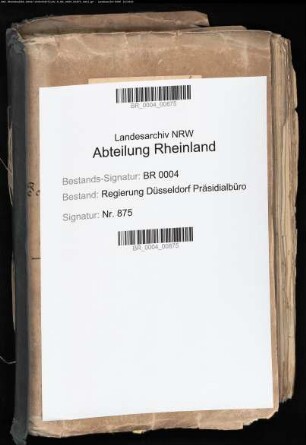 BR_0004_00875
Landesarchiv NRW
Abteilung Rheinland
Bestands-Signatur: BR 0004
Bestand: Regierung Düsseldorf Präsidialbüro
Signatur: Nr. 875
BR_0004_00875